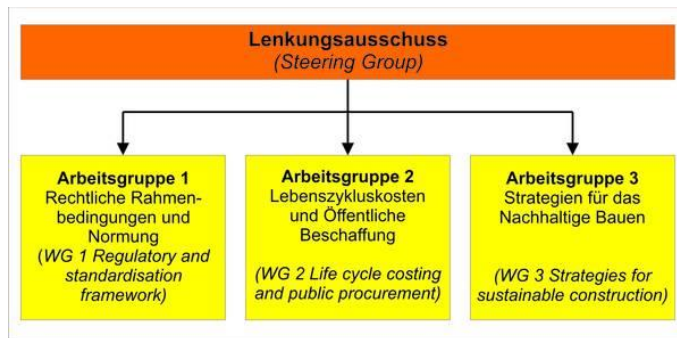 Lenkungsausschuss
(Steering Group)
Arbeitsgruppe 1
Rechtliche Rahmen-
bedingungen und
Normung
(WG 1 Regulatory and
standardisation
framework)
Arbeitsgruppe 2
Lebenszykluskosten
und Öffentliche
Beschaffung
(WG 2 Life cycle costing
and public procurement)
Arbeitsgruppe 3
Strategien für das
Nachhaltige Bauen
(WG 3 Strategies for
sustainable construction)